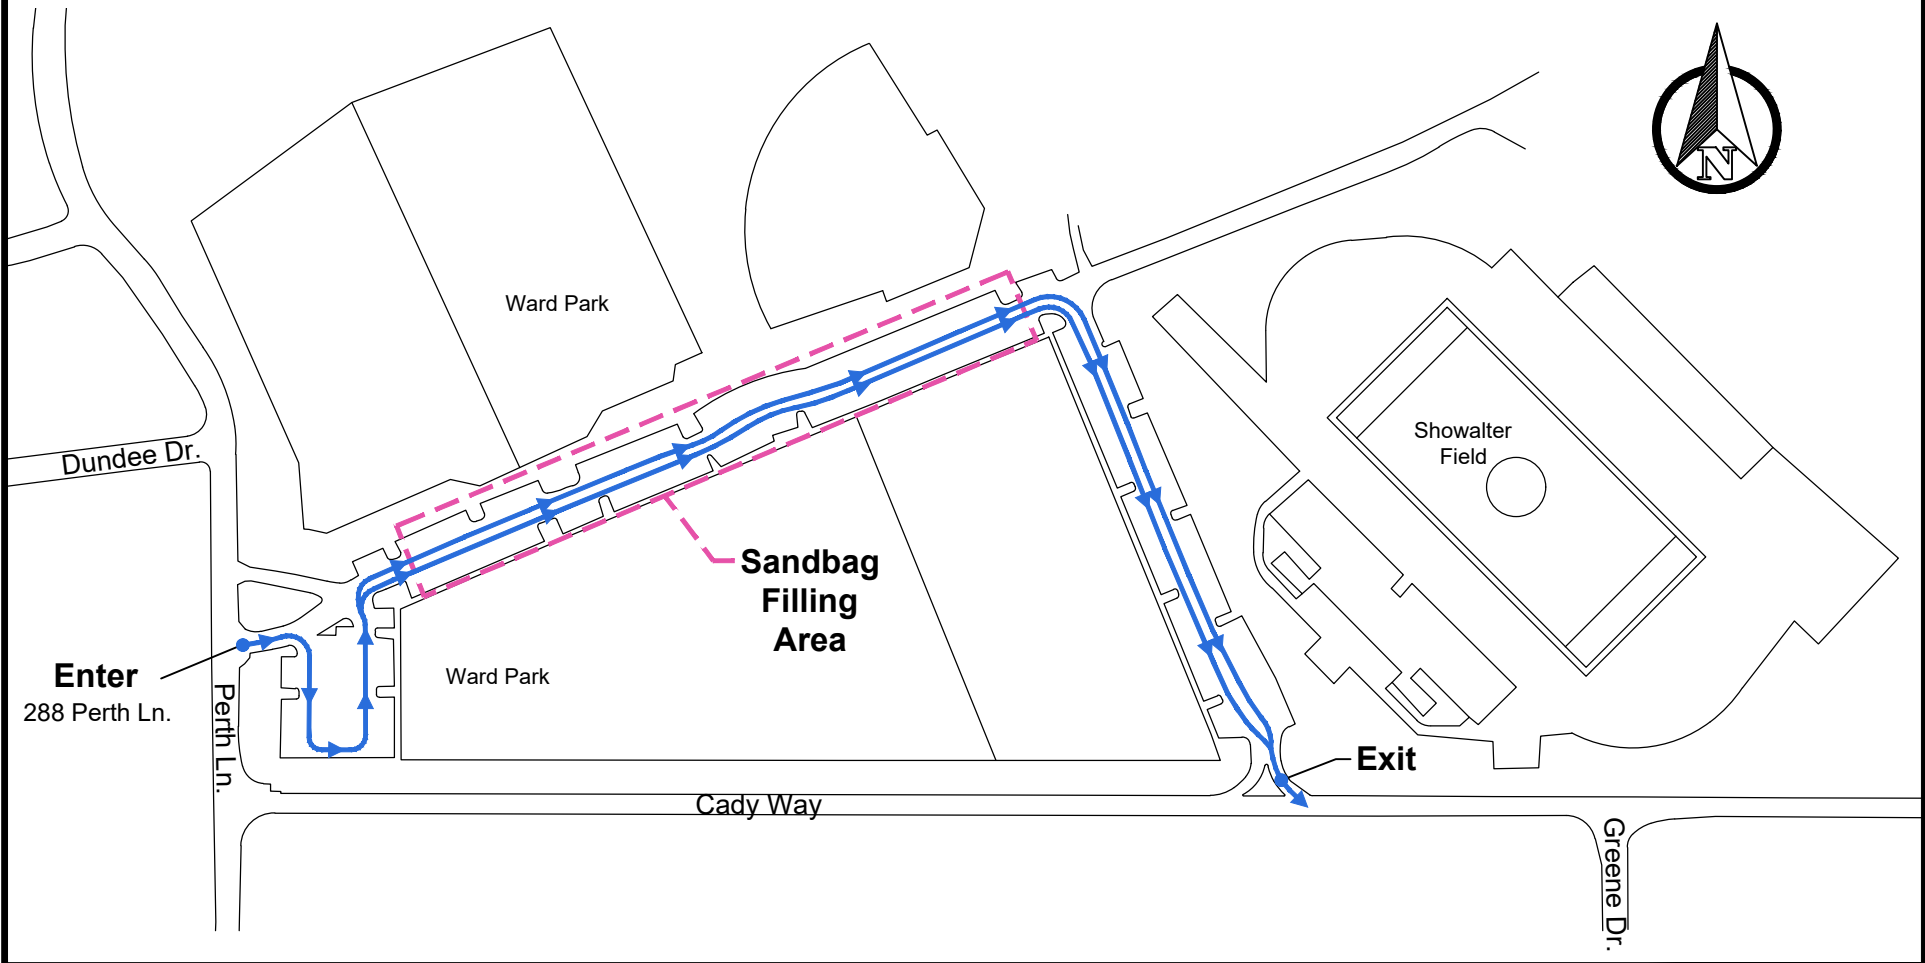 N
Ward Park
Dundee Dr.
Showalter
Field
Sandbag
Filling
Area
Enter
288 Perth Ln.
Ward Park
Perth Ln.
Exit
Cady Way
Greene Dr.